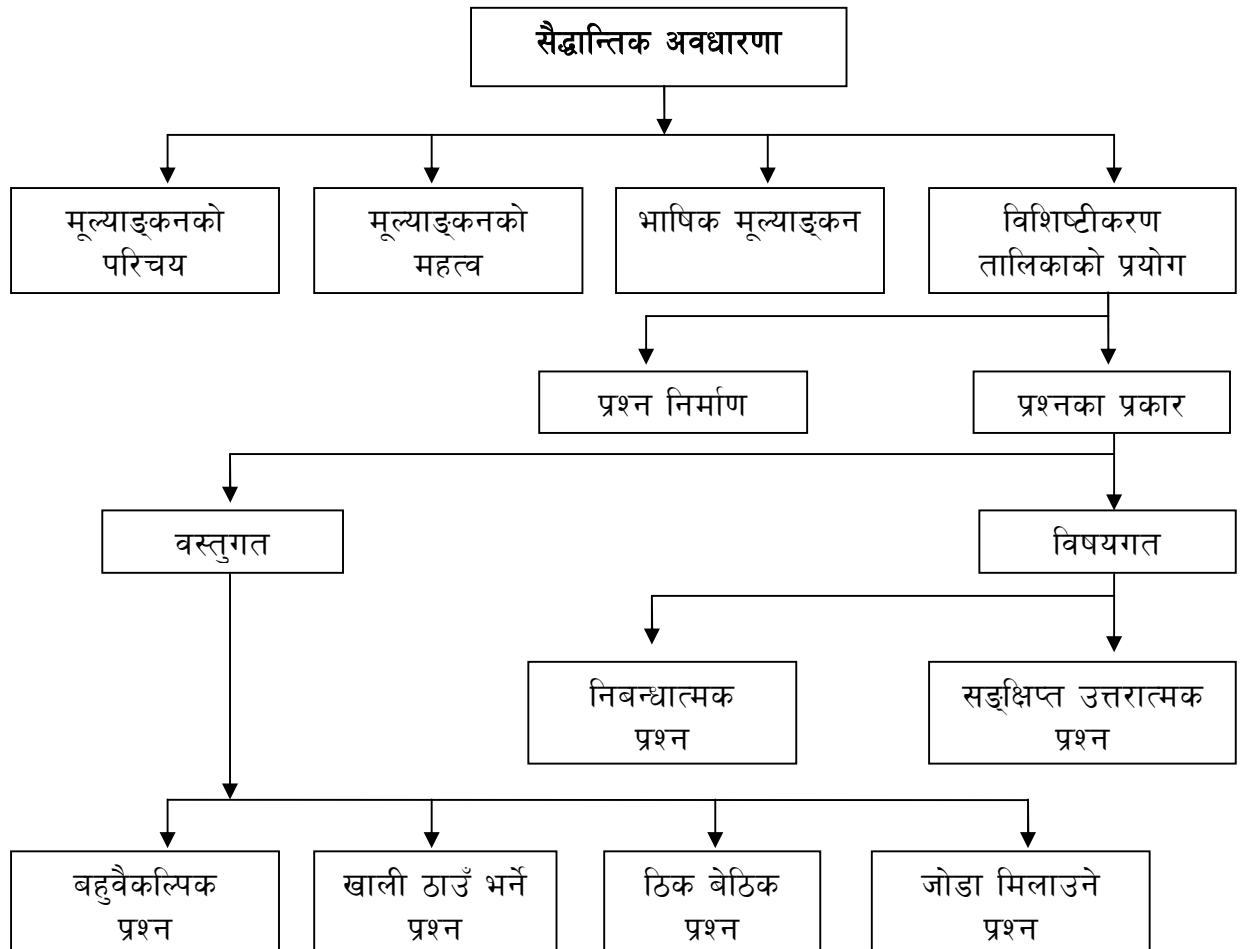 सैद्धान्तिक अवधारणा
मूल्याङ्कनको
परिचय
मूल्याङ्कनको
महत्व
भाषिक मूल्याङ्कन
विशिष्टीकरण
तालिकाको प्रयोग
प्रश्न निर्माण
प्रश्नका प्रकार
वस्तुगत
विषयगत
निबन्धात्मक
प्रश्न
सङ्क्षिप्त उत्तरात्मक
प्रश्न
बहुवैकल्पिक
प्रश्न
खाली ठाउँ भर्ने
प्रश्न
ठिक बेठिक
प्रश्न
जोडा मिलाउने
प्रश्न